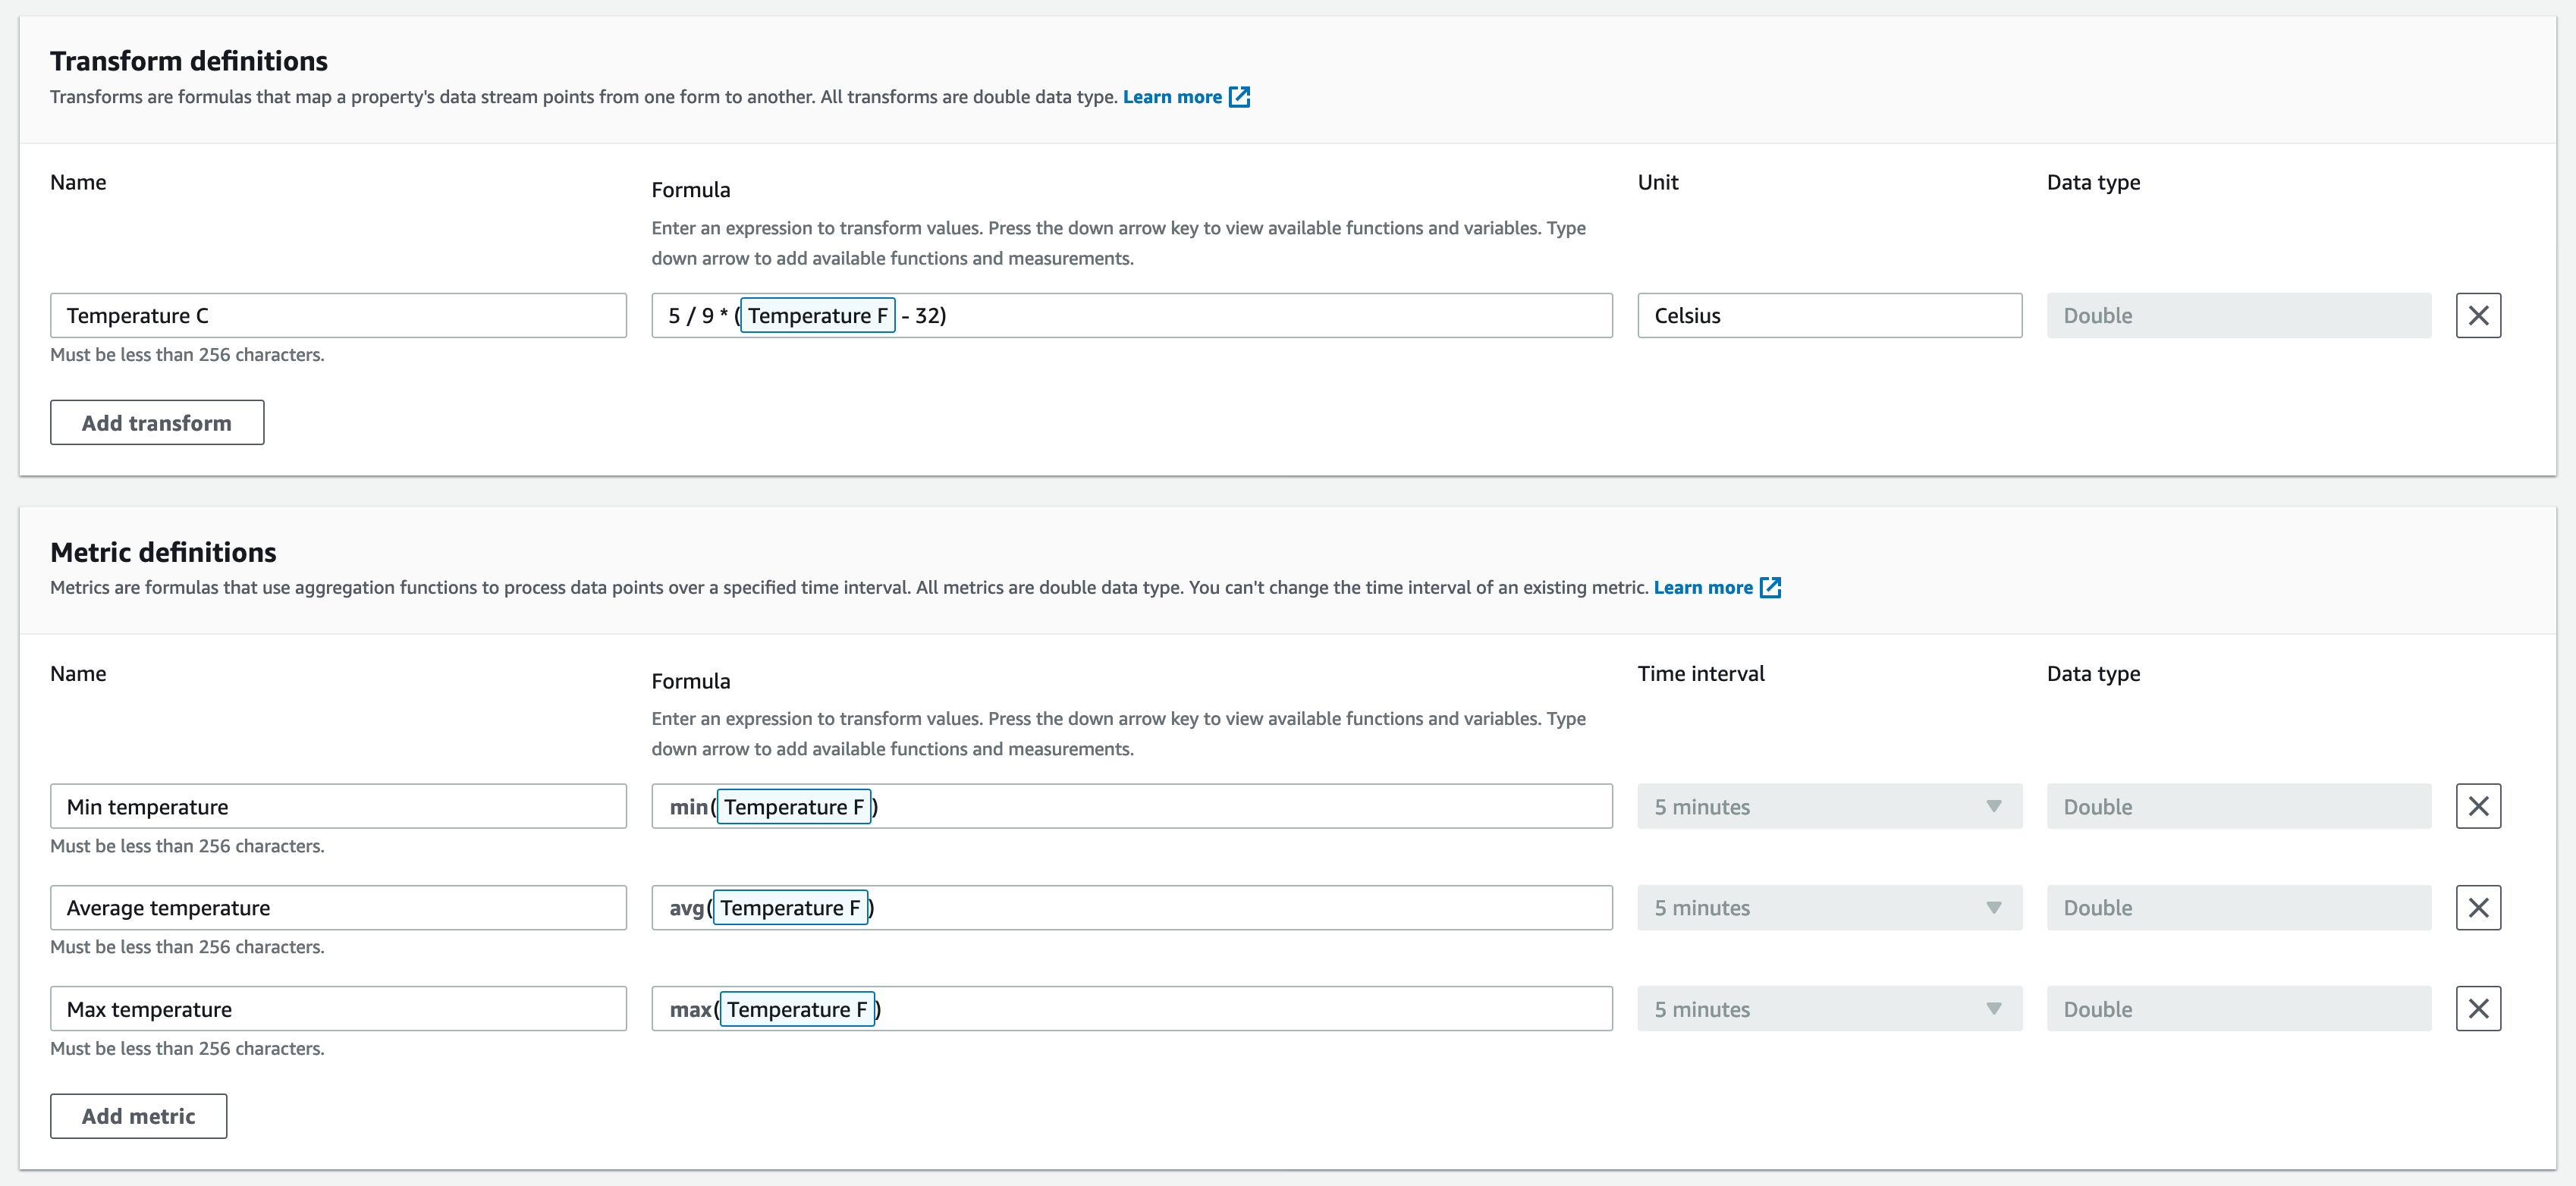 Transform definitions
Transforms are formulas that map a property's data stream points from one form to another. All transforms are double data type. Learn more
Name
Formula
Unit
Data type
Enter an expression to transform values. Press the down arrow key to view available functions and variables. Type
down arrow to add available functions and measurements.
Temperature C
5 / 9 * ( Temperature F - 32)
Celsius
Double
Must be less than 256 characters.
Add transform
Metric definitions
Metrics are formulas that use aggregation functions to process data points over a specified time interval. All metrics are double data type. You can't change the time interval of an existing metric. Learn more
Name
Formula
Time interval
Data type
Enter an expression to transform values. Press the down arrow key to view available functions and variables. Type
down arrow to add available functions and measurements.
Min temperature
min( Temperature F )
5 minutes
Double
Must be less than 256 characters.
Average temperature
avg( Temperature F )
5 minutes
Double
Must be less than 256 characters.
Max temperature
max( Temperature F )
5 minutes
Double
Must be less than 256 characters.
Add metric